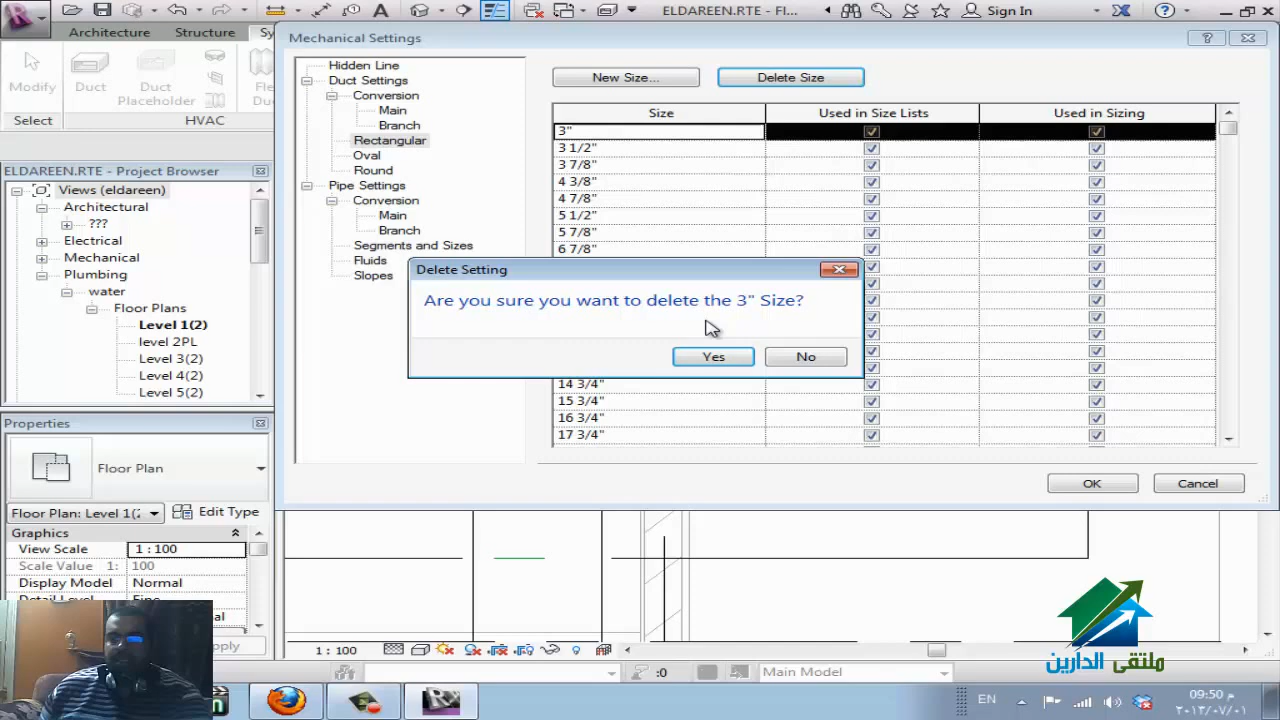 ELDAREEN.RTE - Fl...
Sign In
Architecture
Structure
Sy
Modify
Duct
Duct
Placeholder
Fle
Du
Select
HVAC
Mechanical Settings
Hidden Line
Duct Settings
Conversion
Main
Branch
Rectangular
Oval
Round
Pipe Settings
Conversion
Main
Branch
Segments and Sizes
Fluids
Slopes
New Size...
Delete Size
Size
Used in Size Lists
Used in Sizing
3"
3 1/2"
3 7/8"
4 3/8"
4 7/8"
5 1/2"
5 7/8"
6 7/8"
14 3/4"
15 3/4"
16 3/4"
17 3/4"
OK
Cancel
Delete Setting
Are you sure you want to delete the 3" Size?
Yes
No
ELDAREEN.RTE - Project Browser
Views (eldareen)
Architectural
???
Electrical
Mechanical
Plumbing
water
Floor Plans
Level 1(2)
level 2PL
Level 3(2)
Level 4(2)
Level 5(2)
Properties
Floor Plan
Floor Plan: Level 1(2
Edit Type
Graphics
View Scale
1 : 100
Scale Value 1:
100
Display Model
Normal
1 : 100
:0
Main Model
ملتقى الدارين
EN
09:50 م
٢٠١٣/٠٧/٠١